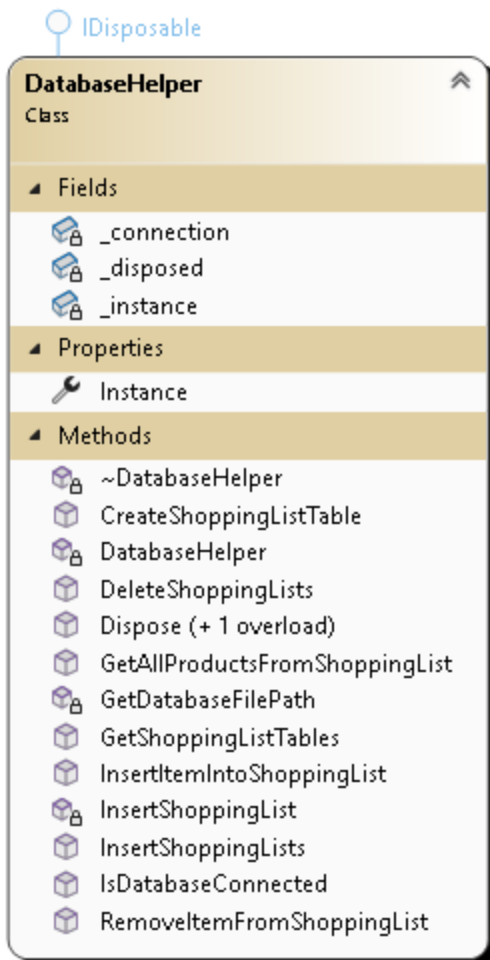 IDisposable
DatabaseHelper
Class
Fields
_connection
_disposed
_instance
Properties
Instance
Methods
~DatabaseHelper
CreateShoppingListTable
DatabaseHelper
DeleteShoppingLists
Dispose (+ 1 overload)
GetAllProductsFromShoppingList
GetDatabaseFilePath
GetShoppingListTables
InsertItemIntoShoppingList
InsertShoppingList
InsertShoppingLists
IsDatabaseConnected
RemoveItemFromShoppingList